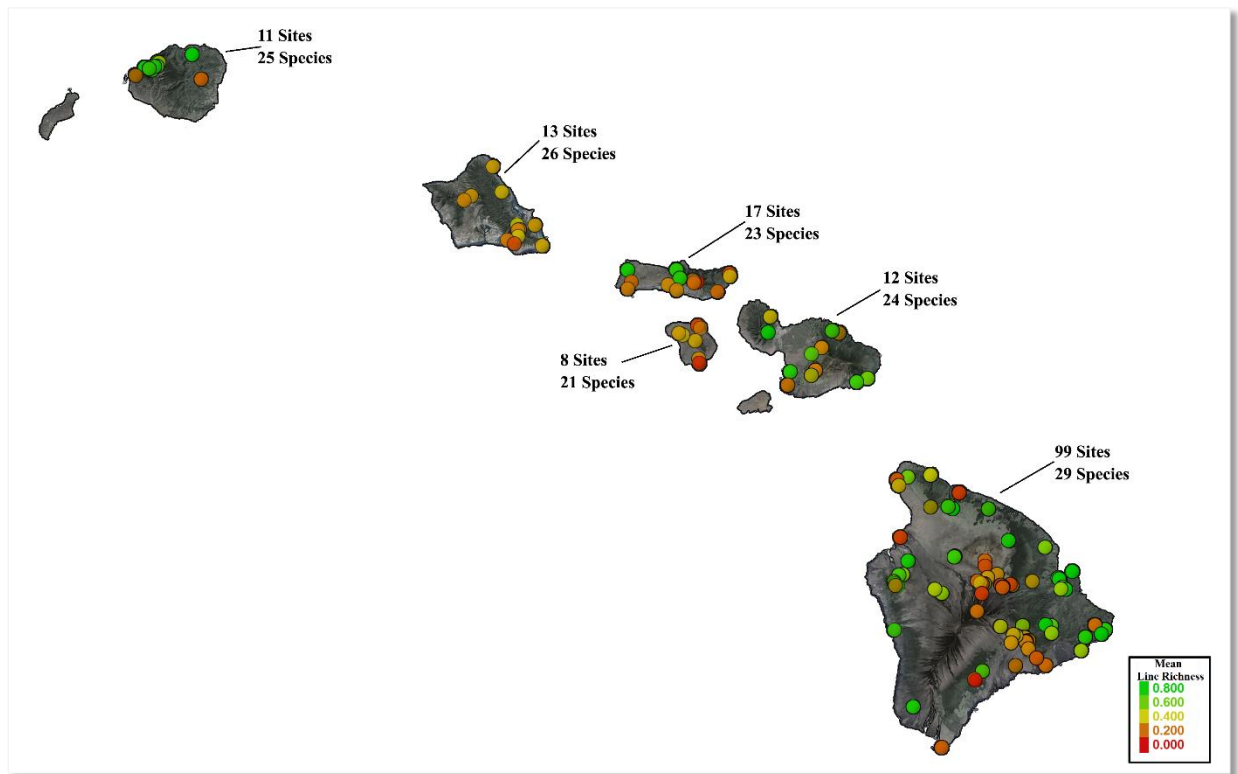 11 Sites
25 Species
13 Sites
26 Species
17 Sites
23 Species
12 Sites
24 Species
8 Sites
21 Species
99 Sites
29 Species
Mean
Line Richness
0.800
0.600
0.400
0.200
0.000